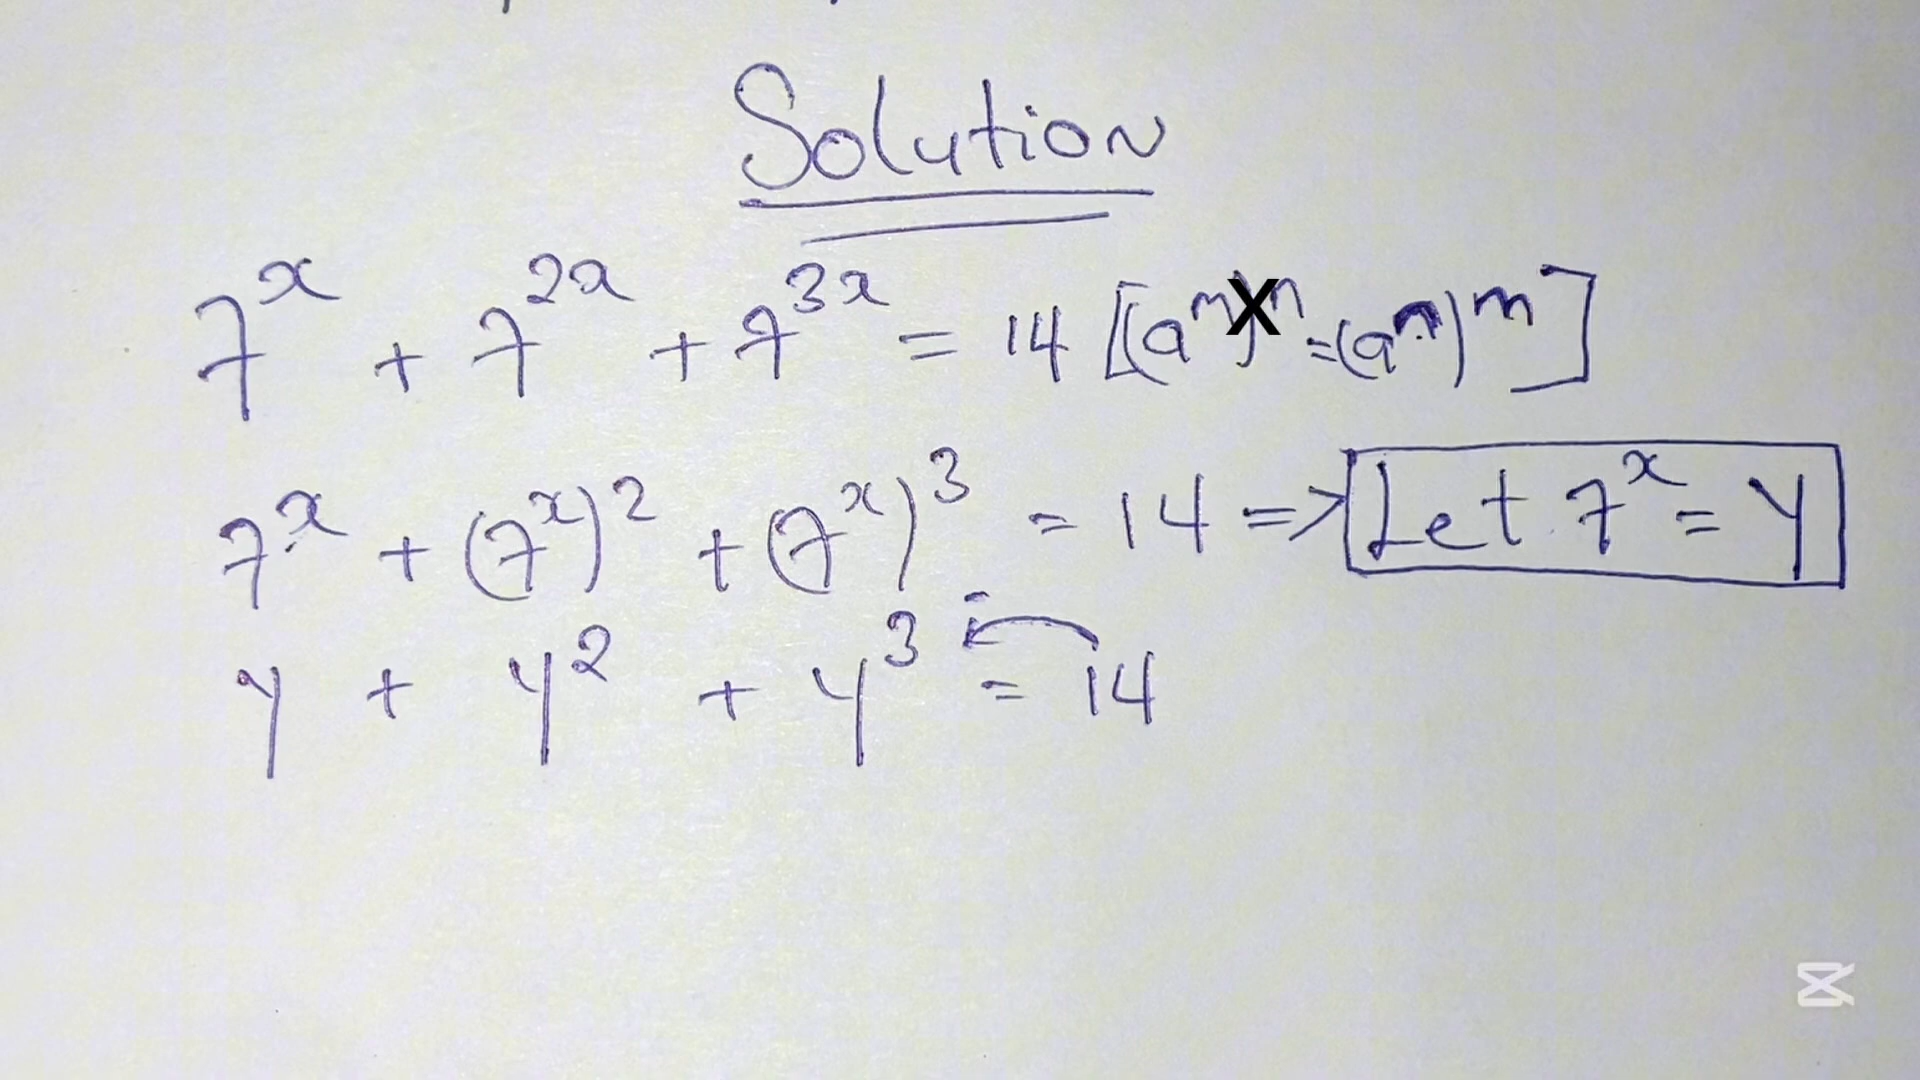 Solution
7^x + 7^{2x} + 7^{3x} = 14 [(a^m)^n = (a^n)^m]
7^x + (7^x)^2 + (7^x)^3 = 14 => Let 7^x = y
y + y^2 + y^3 = 14